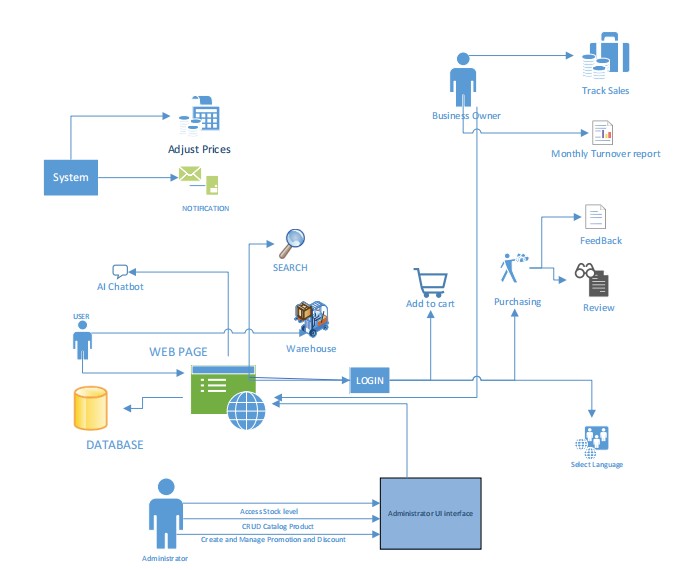 Track Sales
Business Owner
Adjust Prices
Monthly Turnover report
System
NOTIFICATION
FeedBack
SEARCH
AI Chatbot
Add to cart
Purchasing
Review
USER
Warehouse
WEB PAGE
LOGIN
DATABASE
Select Language
Access Stock level
Administrator UI interface
CRUD Catalog Product
Create and Manage Promotion and Discount
Administrator